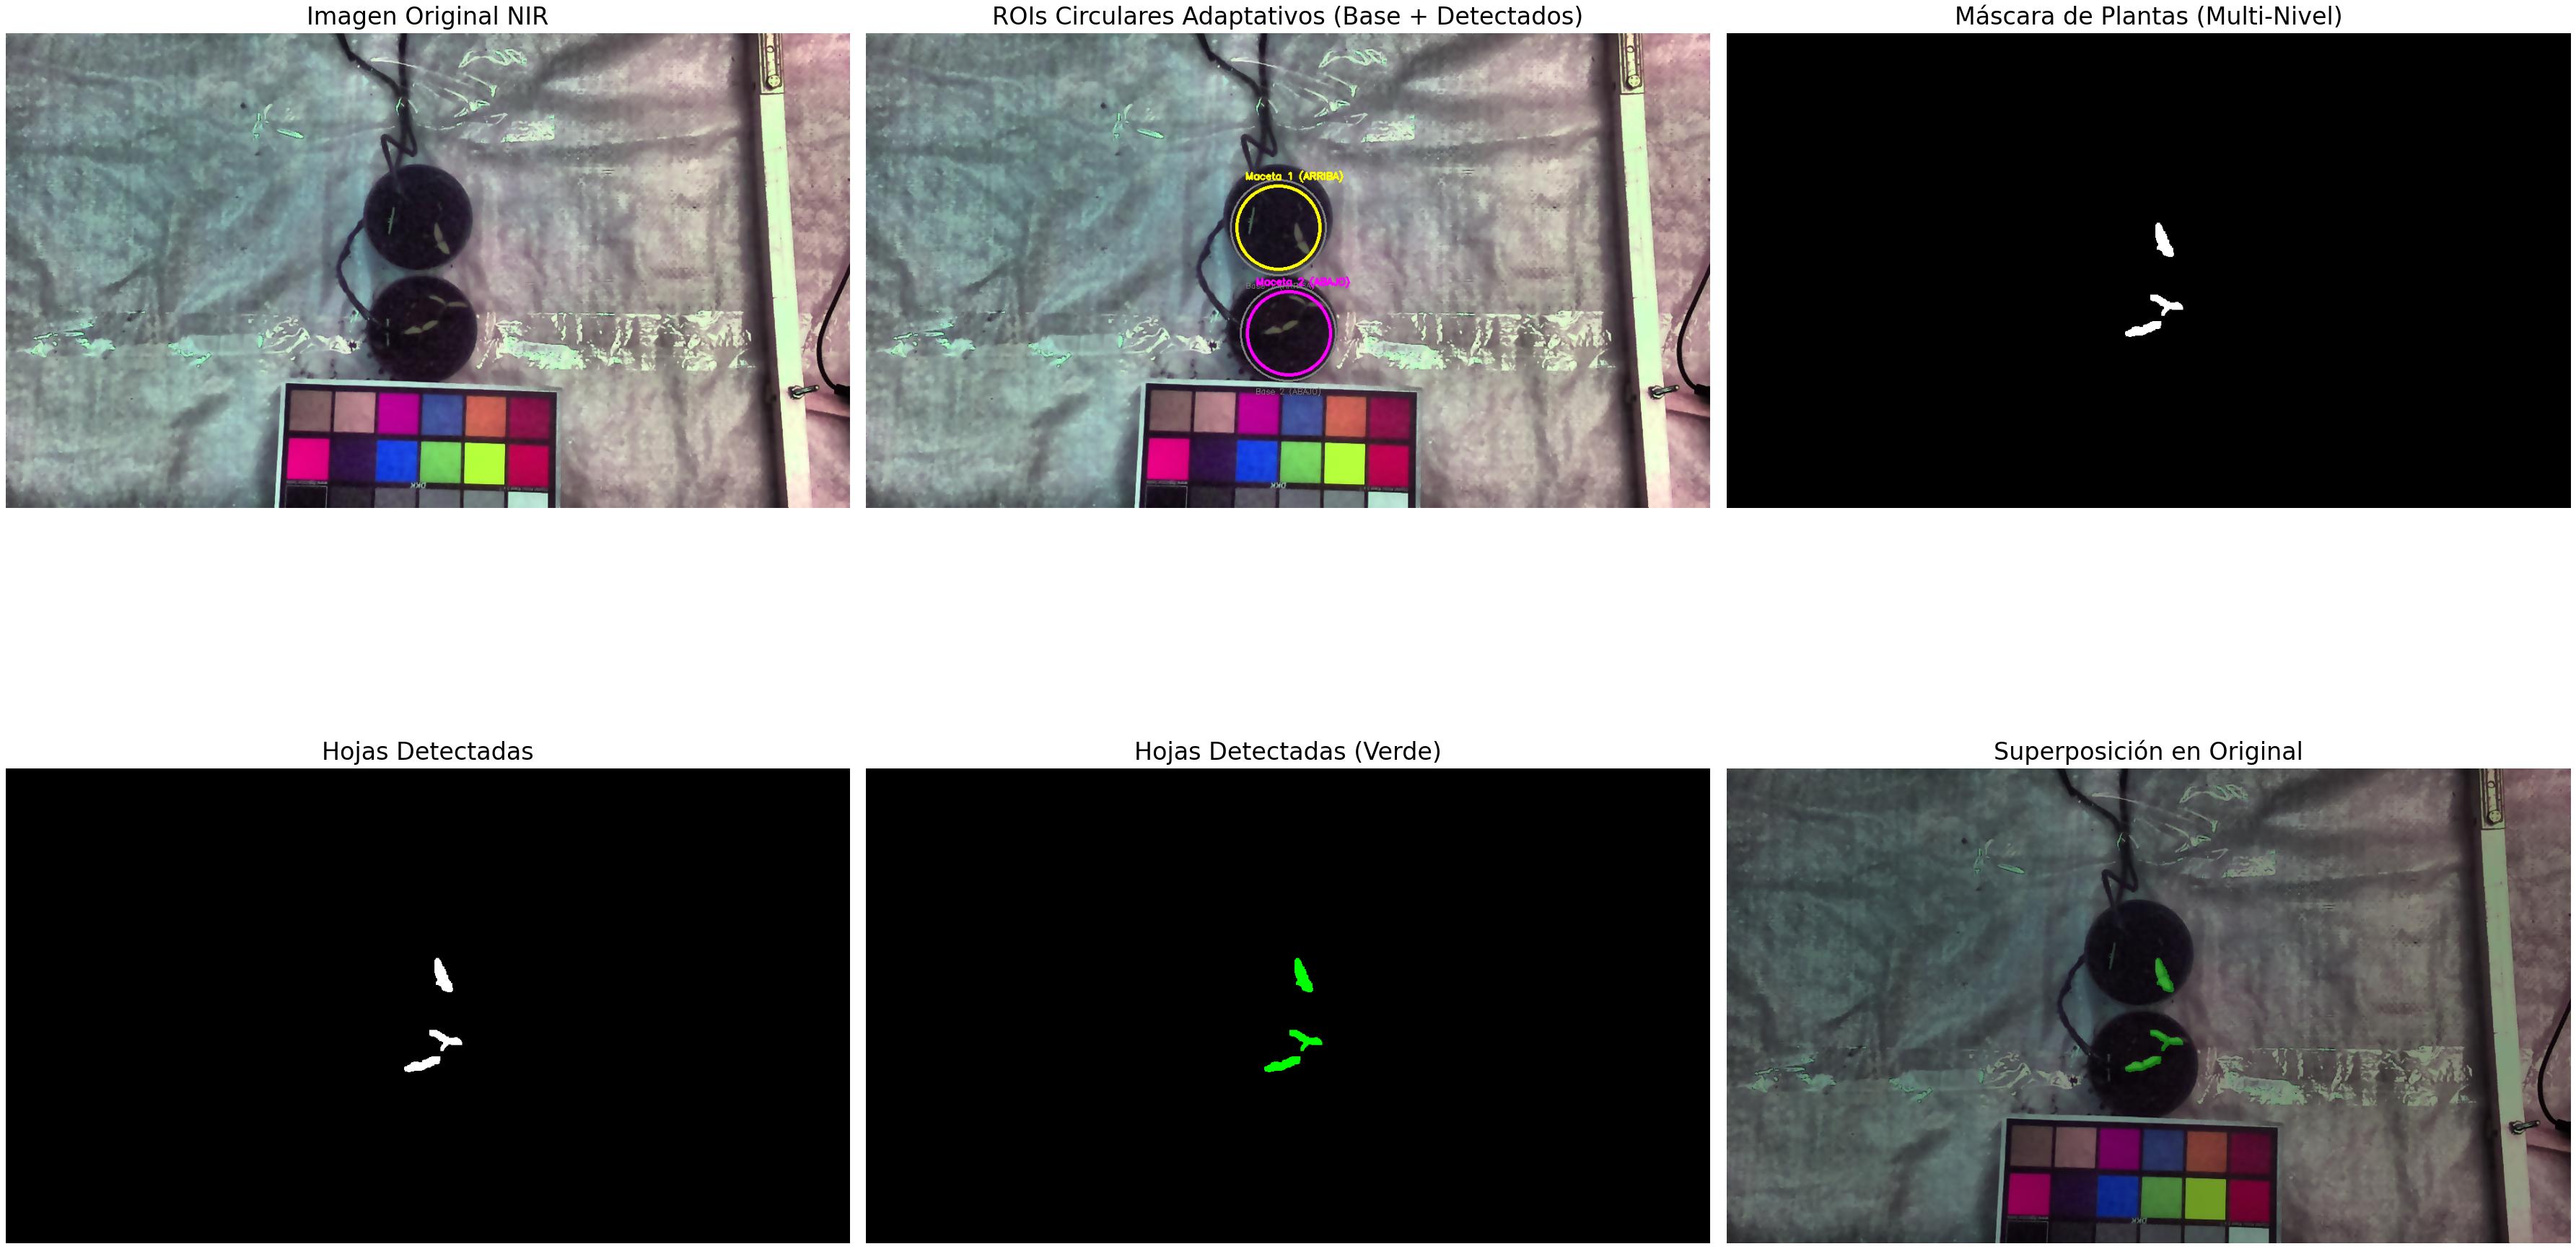 Imagen Original NIR
ROIs Circulares Adaptativos (Base + Detectados)
Máscara de Plantas (Multi-Nivel)
Maceta 1 (ARRIBA)
Maceta 2 (ABAJO)
Base 2 (ABAJO)
Hojas Detectadas
Hojas Detectadas (Verde)
Superposición en Original